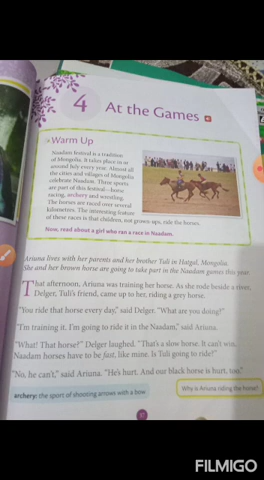 4 At the Games
Warm Up
Naadam festival is a tradition
of Mongolia. It takes place in or
around July every year. Almost all
the cities and villages of Mongolia
celebrate Naadam. Three sports
are part of this festival—horse
racing, archery and wrestling.
The horses are raced over several
kilometres. The interesting feature
of these races is that children, not grown ups, ride the horses.
Now, read about a girl who ran a race in Naadam.
Ariuna lives with her parents and her brother Tuli in Hatgal, Mongolia.
She and her brown horse are going to take part in the Naadam games this year.
That afternoon, Ariuna was training her horse. As she rode beside a river,
Delger, Tuli's friend, came up to her, riding a grey horse.
"You ride that horse every day," said Delger. "What are you doing?"
"I'm training it. I'm going to ride it in the Naadam," said Ariuna.
"What! That horse?" Delger laughed. "That's a slow horse. It can't win.
Naadam horses have to be fast, like mine. Is Tuli going to ride?"
"No, he can't," said Ariuna. "He's hurt. And our black horse is hurt, too."
archery: the sport of shooting arrows with a bow
Why is Ariuna riding the horse?
37
FILMIGO